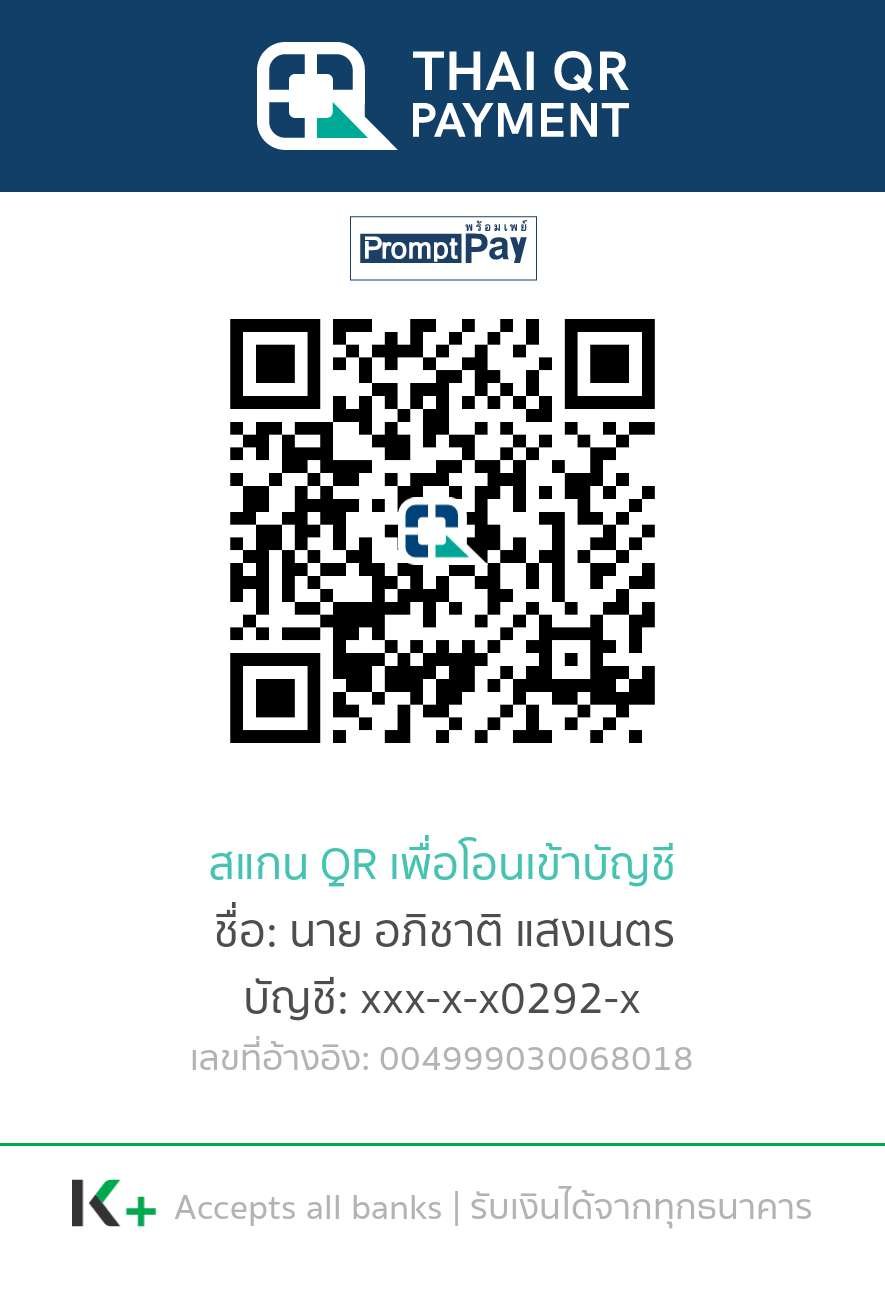 THAI QR
PAYMENT
พร้อมเพย์
PromptPay
สแกน QR เพื่อโอนเข้าบัญชี
ชื่อ: นาย อภิชาติ แสงเนตร
บัญชี: xxx-x-x0292-x
เลขที่อ้างอิง: 004999030068018
K+ Accepts all banks | รับเงินได้จากทุกธนาคาร